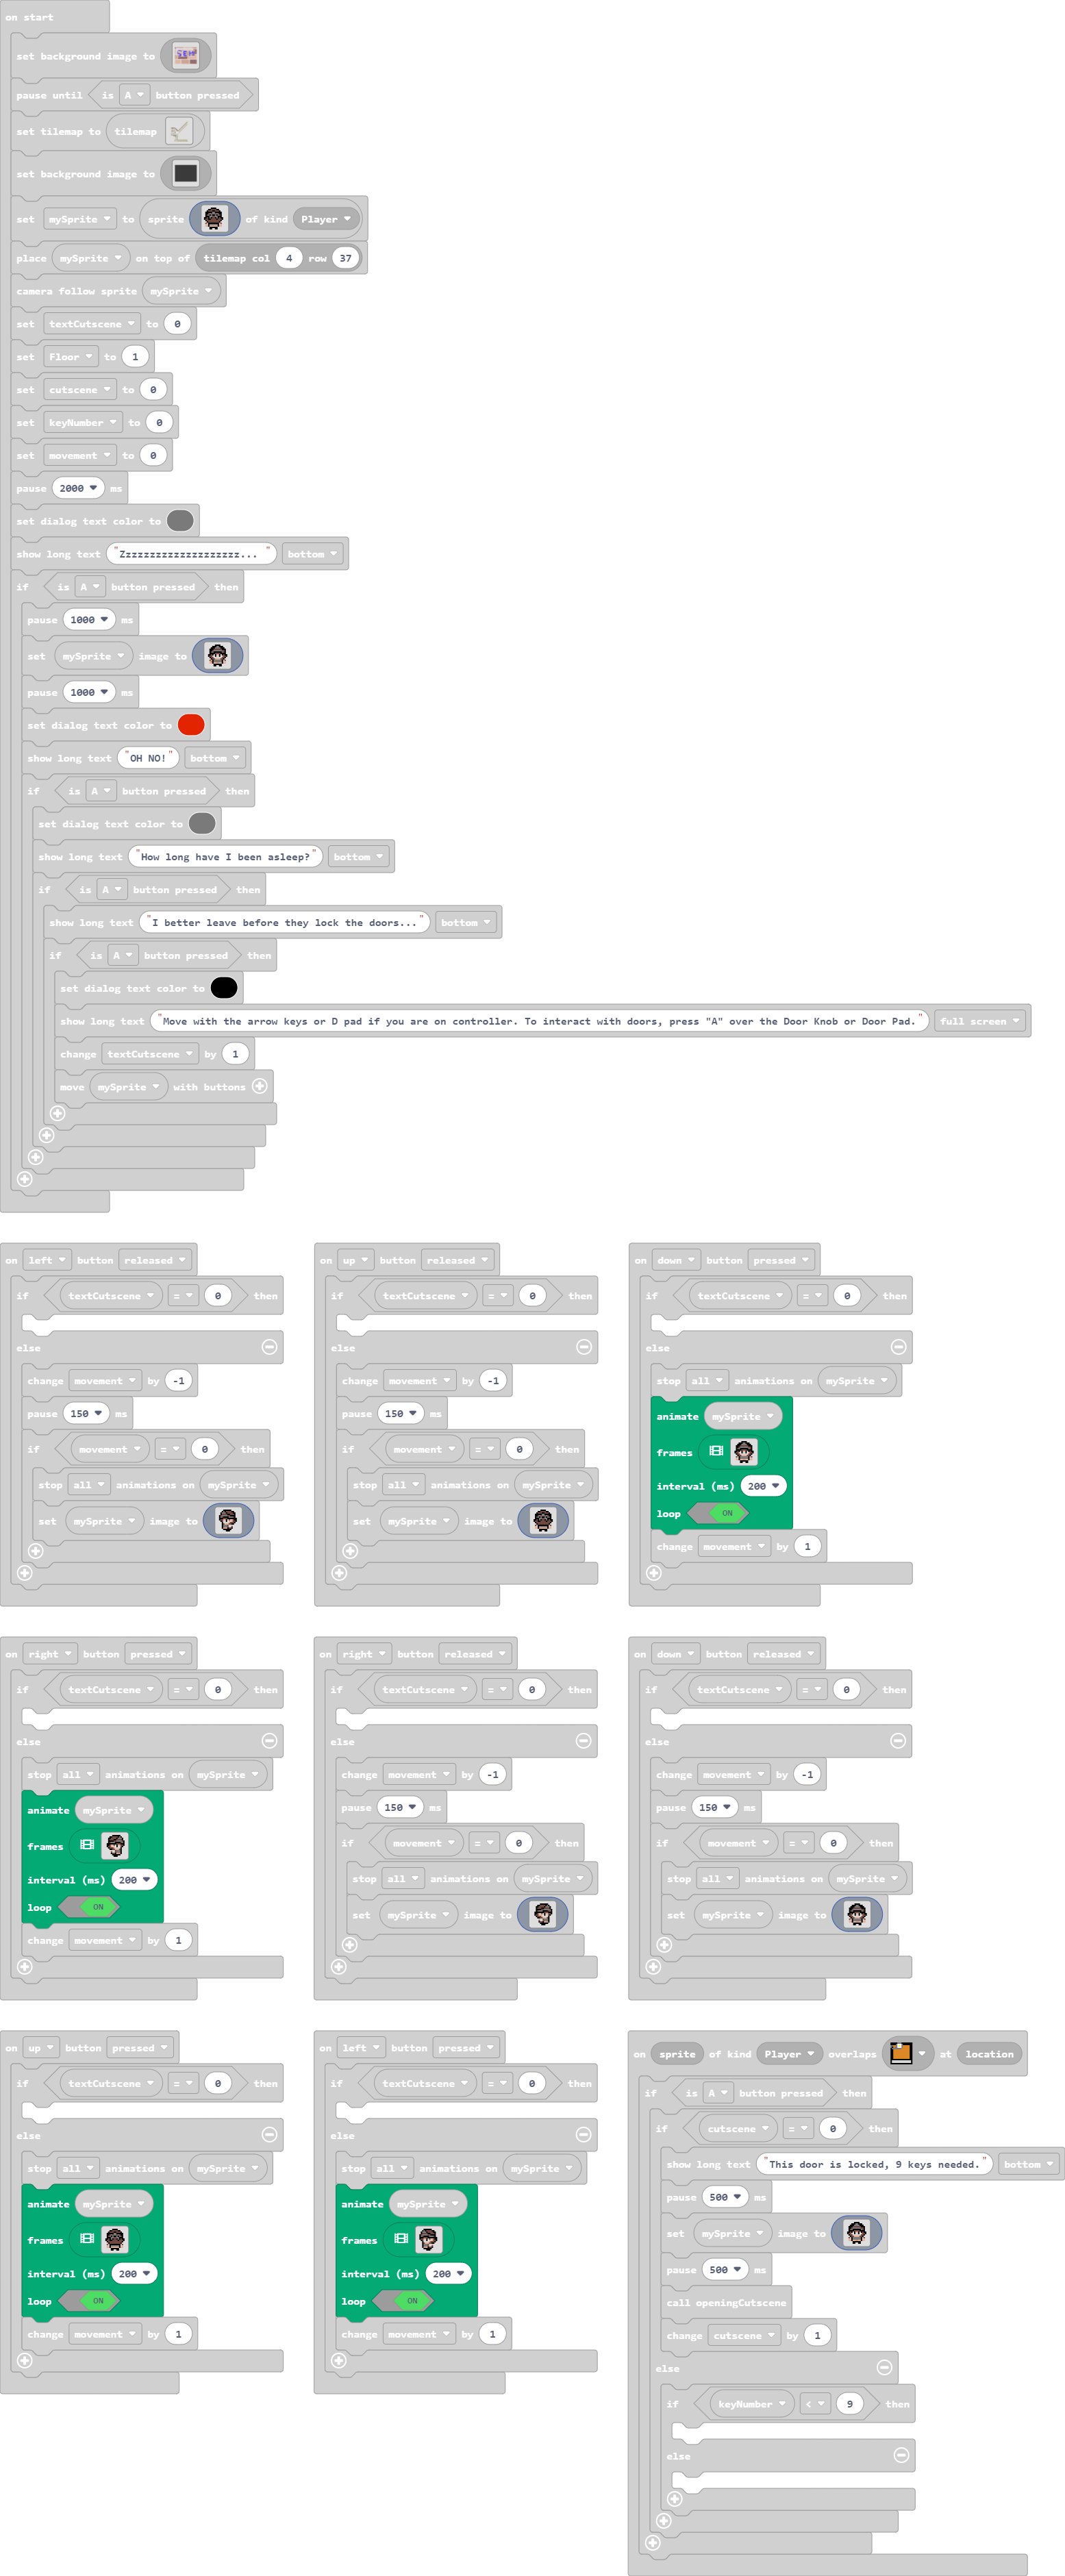 on start
set background image to
pause until is A button pressed
set tilemap to tilemap
set background image to
set mySprite to sprite of kind Player
place mySprite on top of tilemap col 4 row 37
camera follow sprite mySprite
set textCutscene to 0
set Floor to 1
set cutscene to 0
set keyNumber to 0
set movement to 0
pause 2000 ms
set dialog text color to
show long text "Zzzzzzzzzzzzzzzzzzzz... " bottom
if is A button pressed then
pause 1000 ms
set mySprite image to
pause 1000 ms
set dialog text color to
show long text "OH NO!" bottom
if is A button pressed then
set dialog text color to
show long text "How long have I been asleep?" bottom
if is A button pressed then
show long text "I better leave before they lock the doors..." bottom
if is A button pressed then
set dialog text color to
show long text "Move with the arrow keys or D pad if you are on controller. To interact with doors, press "A" over the Door Knob or Door Pad." full screen
change textCutscene by 1
move mySprite with buttons
on left button released
if textCutscene = 0 then
else
change movement by -1
pause 150 ms
if movement = 0 then
stop all animations on mySprite
set mySprite image to
on up button released
if textCutscene = 0 then
else
change movement by -1
pause 150 ms
if movement = 0 then
stop all animations on mySprite
set mySprite image to
on down button pressed
if textCutscene = 0 then
else
stop all animations on mySprite
animate mySprite
frames
interval (ms) 200
loop ON
change movement by 1
on right button pressed
if textCutscene = 0 then
else
stop all animations on mySprite
animate mySprite
frames
interval (ms) 200
loop ON
change movement by 1
on right button released
if textCutscene = 0 then
else
change movement by -1
pause 150 ms
if movement = 0 then
stop all animations on mySprite
set mySprite image to
on down button released
if textCutscene = 0 then
else
change movement by -1
pause 150 ms
if movement = 0 then
stop all animations on mySprite
set mySprite image to
on up button pressed
if textCutscene = 0 then
else
stop all animations on mySprite
animate mySprite
frames
interval (ms) 200
loop ON
change movement by 1
on left button pressed
if textCutscene = 0 then
else
stop all animations on mySprite
animate mySprite
frames
interval (ms) 200
loop ON
change movement by 1
on sprite of kind Player overlaps at location
if is A button pressed then
if cutscene = 0 then
show long text "This door is locked, 9 keys needed." bottom
pause 500 ms
set mySprite image to
pause 500 ms
call openingCutscene
change cutscene by 1
else
if keyNumber < 9 then
else